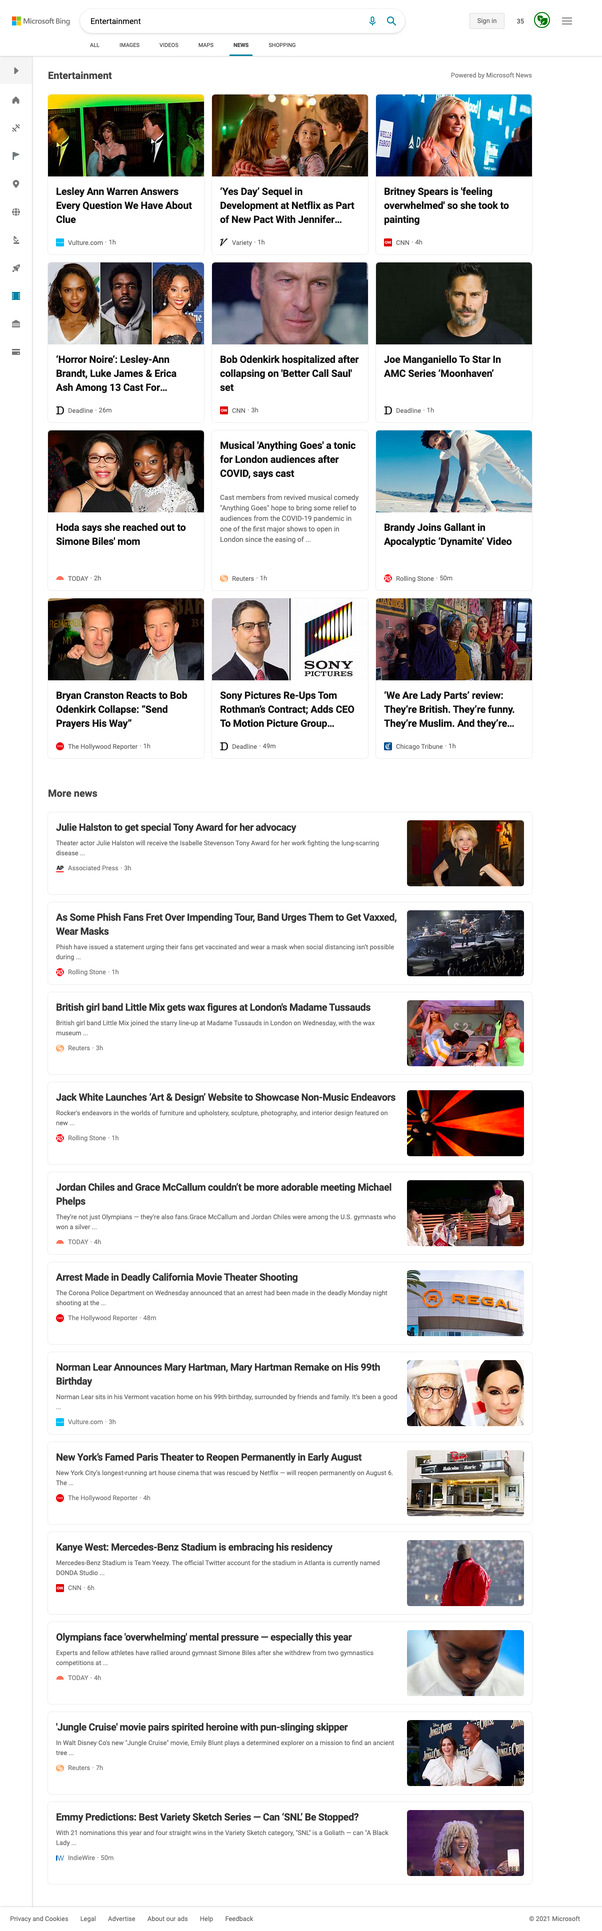 Microsoft Bing
Entertainment
Sign in
35
ALL
IMAGES
VIDEOS
MAPS
NEWS
SHOPPING
Entertainment
Powered by Microsoft News
WELLS
FARGO
Lesley Ann Warren Answers
Every Question We Have About
Clue
Vulture.com · 1h
'Yes Day' Sequel in
Development at Netflix as Part
of New Pact With Jennifer...
Variety · 1h
Britney Spears is 'feeling
overwhelmed' so she took to
painting
CNN · 4h
'Horror Noire': Lesley-Ann
Brandt, Luke James & Erica
Ash Among 13 Cast For...
Deadline · 26m
Bob Odenkirk hospitalized after
collapsing on 'Better Call Saul'
set
CNN · 3h
Joe Manganiello To Star In
AMC Series 'Moonhaven'
Deadline · 1h
Hoda says she reached out to
Simone Biles' mom
TODAY · 2h
Musical 'Anything Goes' a tonic
for London audiences after
COVID, says cast
Cast members from revived musical comedy
"Anything Goes" hope to bring some relief to
audiences from the COVID-19 pandemic in
one of the first major shows to open in
London since the easing of ...
Reuters · 1h
Brandy Joins Gallant in
Apocalyptic 'Dynamite' Video
Rolling Stone · 50m
SONY
PICTURES
Bryan Cranston Reacts to Bob
Odenkirk Collapse: "Send
Prayers His Way"
The Hollywood Reporter · 1h
Sony Pictures Re-Ups Tom
Rothman's Contract; Adds CEO
To Motion Picture Group...
Deadline · 49m
'We Are Lady Parts' review:
They're British. They're funny.
They're Muslim. And they're...
Chicago Tribune · 1h
More news
Julie Halston to get special Tony Award for her advocacy
Theater actor Julie Halston will receive the Isabelle Stevenson Tony Award for her work fighting the lung-scarring
disease ...
AP Associated Press · 3h
As Some Phish Fans Fret Over Impending Tour, Band Urges Them to Get Vaxxed,
Wear Masks
Phish have issued a statement urging their fans get vaccinated and wear a mask when social distancing isn't possible
during ...
Rolling Stone · 1h
British girl band Little Mix gets wax figures at London's Madame Tussauds
British girl band Little Mix joined the starry line-up at Madame Tussauds in London on Wednesday, with the wax
museum ...
Reuters · 3h
Jack White Launches 'Art & Design' Website to Showcase Non-Music Endeavors
Rocker's endeavors in the worlds of furniture and upholstery, sculpture, photography, and interior design featured on
new ...
Rolling Stone · 1h
Jordan Chiles and Grace McCallum couldn't be more adorable meeting Michael
Phelps
They're not just Olympians — they're also fans.Grace McCallum and Jordan Chiles were among the U.S. gymnasts who
won a silver ...
TODAY · 4h
Arrest Made in Deadly California Movie Theater Shooting
The Corona Police Department on Wednesday announced that an arrest had been made in the deadly Monday night
shooting at the ...
The Hollywood Reporter · 48m
REGAL
Norman Lear Announces Mary Hartman, Mary Hartman Remake on His 99th
Birthday
Norman Lear sits in his Vermont vacation home on his 99th birthday, surrounded by friends and family. It's been a good
...
Vulture.com · 3h
New York's Famed Paris Theater to Reopen Permanently in Early August
New York City's longest-running art house cinema that was rescued by Netflix — will reopen permanently on August 6.
The ...
The Hollywood Reporter · 4h
Kanye West: Mercedes-Benz Stadium is embracing his residency
Mercedes-Benz Stadium is Team Yeezy. The official Twitter account for the stadium in Atlanta is currently named
DONDA Studio ...
CNN · 6h
Olympians face 'overwhelming' mental pressure — especially this year
Experts and fellow athletes have rallied around gymnast Simone Biles after she withdrew from two gymnastics
competitions at ...
TODAY · 4h
'Jungle Cruise' movie pairs spirited heroine with pun-slinging skipper
In Walt Disney Co's new "Jungle Cruise" movie, Emily Blunt plays a determined explorer on a mission to find an ancient
tree ...
Reuters · 7h
Emmy Predictions: Best Variety Sketch Series — Can 'SNL' Be Stopped?
With 21 nominations this year and four straight wins in the Variety Sketch category, "SNL" is a Goliath — can "A Black
Lady ...
IndieWire · 50m
Privacy and Cookies
Legal
Advertise
About our ads
Help
Feedback
© 2021 Microsoft